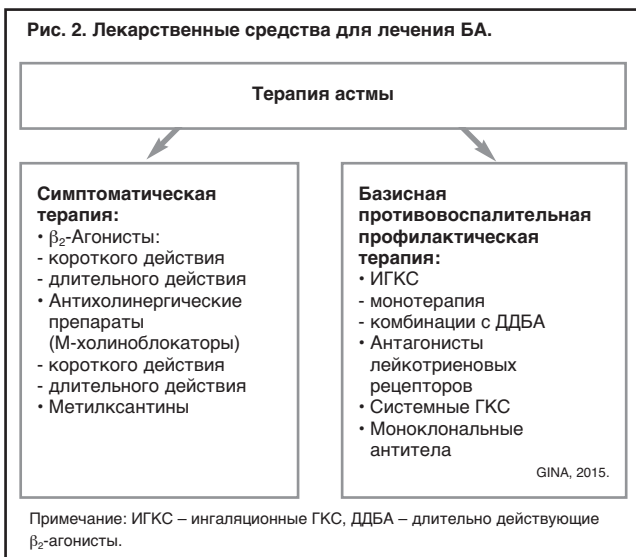 Рис. 2. Лекарственные средства для лечения БА.
Терапия астмы
Симптоматическая
терапия:
• β₂-Агонисты:
- короткого действия
- длительного действия
• Антихолинергические
препараты
(М-холиноблокаторы)
- короткого действия
- длительного действия
• Метилксантины
Базисная
противовоспалительная
профилактическая
терапия:
• ИГКС
- монотерапия
- комбинации с ДДБА
• Антагонисты
лейкотриеновых
рецепторов
• Системные ГКС
• Моноклональные
антитела
GINA, 2015.
Примечание: ИГКС – ингаляционные ГКС, ДДБА – длительно действующие
β₂-агонисты.